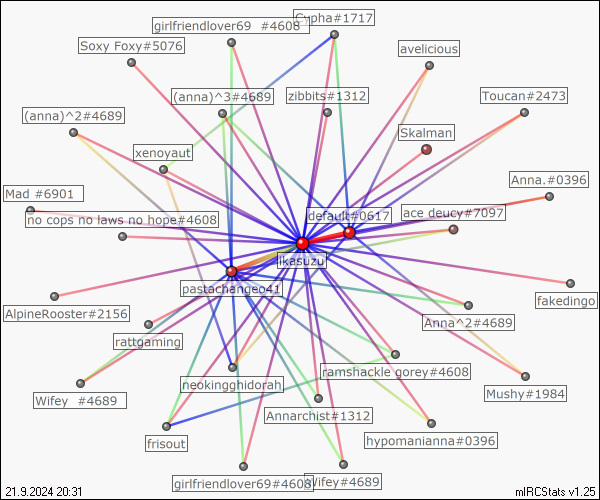 girlfriendlover69 #4608
Cypha#1717
Soxy Foxy#5076
avelicious
(anna)^3#4689
zibbits#1312
Toucan#2473
(anna)^2#4689
Skalman
xenoyaut
Anna.#0396
Mad #6901
no cops no laws no hope#4608
default#0617
ace deucy#7097
ikasuzu
pastachangeo41
fakedingo
AlpineRooster#2156
Anna^2#4689
rattgaming
ramshackle gorey#4608
neokingghidorah
Mushy#1984
Wifey #4689
Annarchist#1312
frisout
hypomanianna#0396
girlfriendlover69#4608
Wifey#4689
21.9.2024 20:31
mIRCStats v1.25